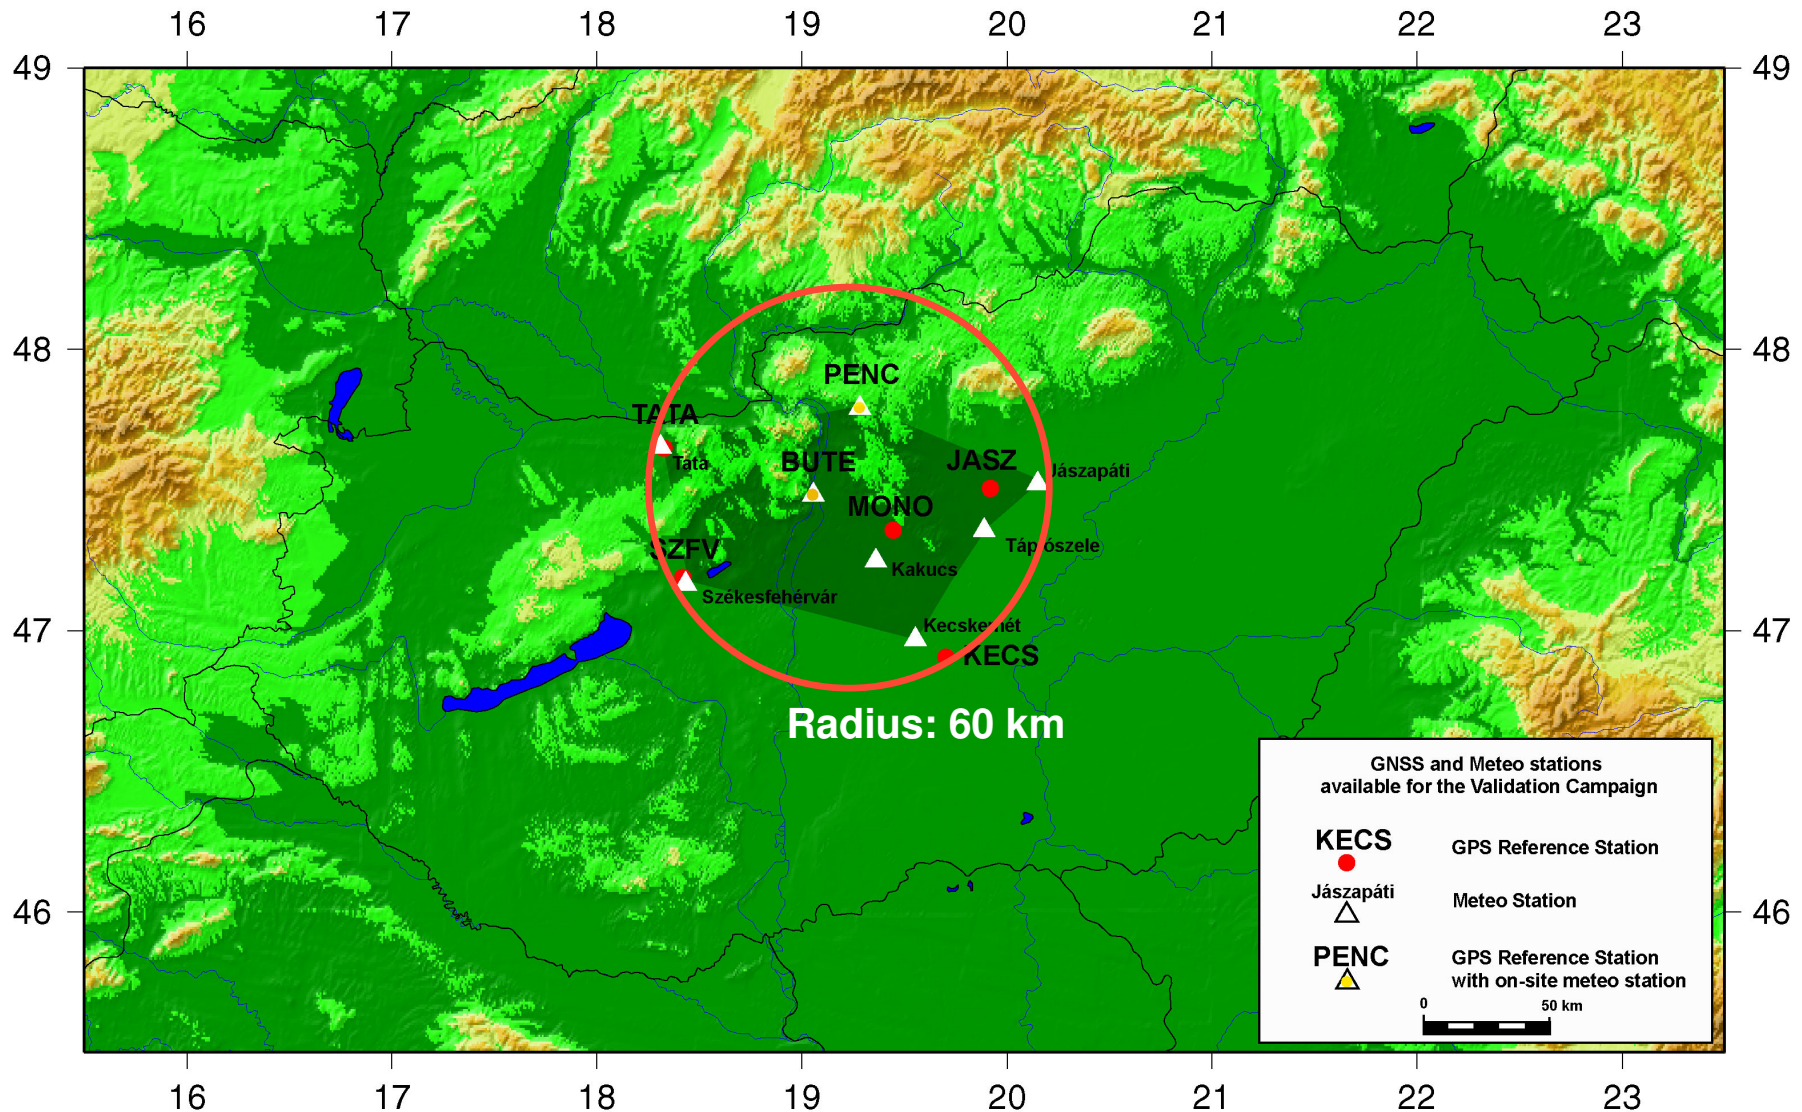 16 17 18 19 20 21 22 23
49 49
48 48
47 47
46 46
PENC
TATA
Tata
BUTE
JASZ
Jászapáti
MONO
Tápiószele
SZFV
Kakucs
Székesfehérvár
Kecskemét
KECS
Radius: 60 km
GNSS and Meteo stations
available for the Validation Campaign
KECS GPS Reference Station
Jászapáti
Meteo Station
PENC GPS Reference Station
with on-site meteo station
0 50 km
16 17 18 19 20 21 22 23